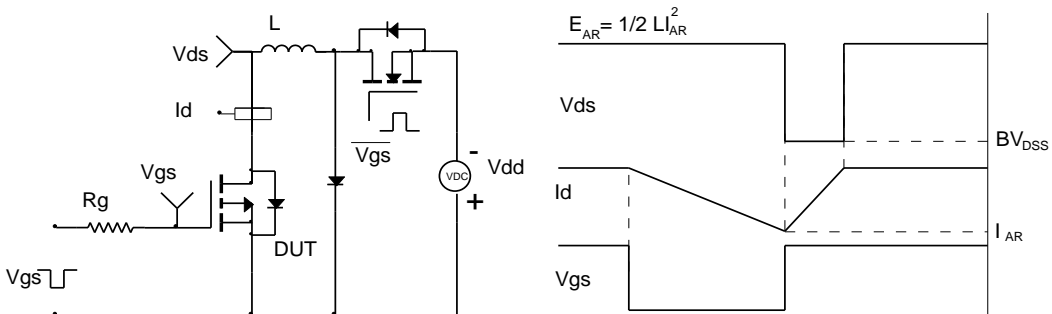 L
Vds
Id
Vgs
Vgs
Rg
DUT
Vgs
-
VDC
+
Vdd
E_AR = 1/2 LI_AR^2
Vds
BV_DSS
Id
I_AR
Vgs